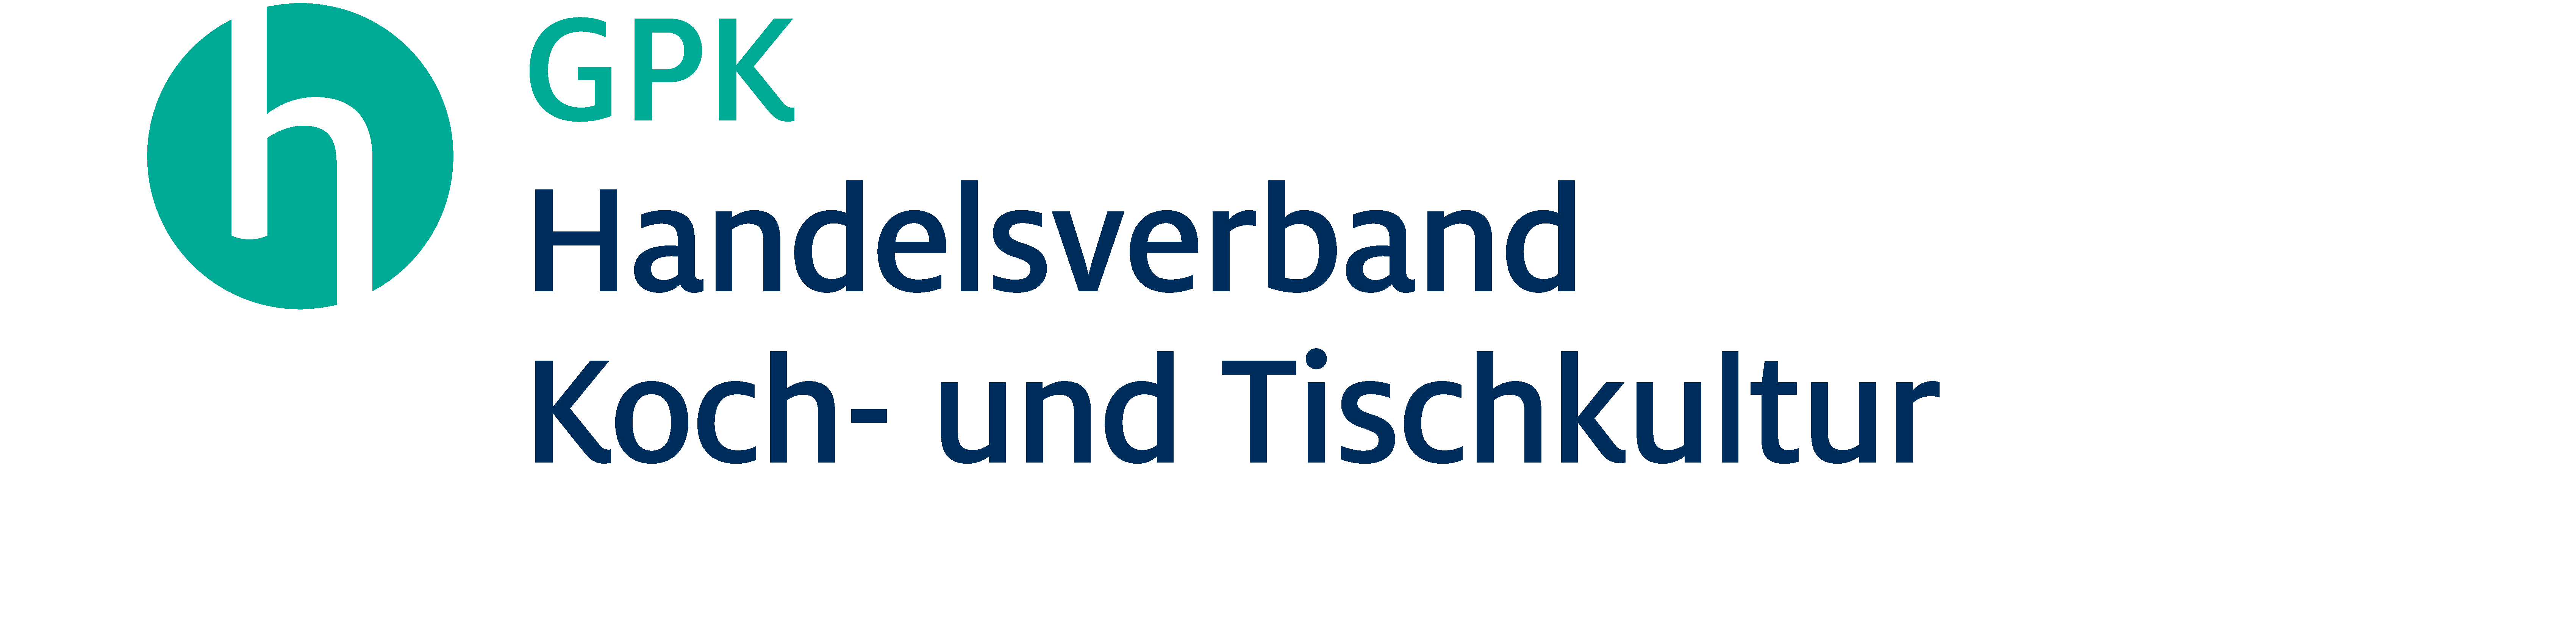 h
GPK
Handelsverband
Koch- und Tischkultur